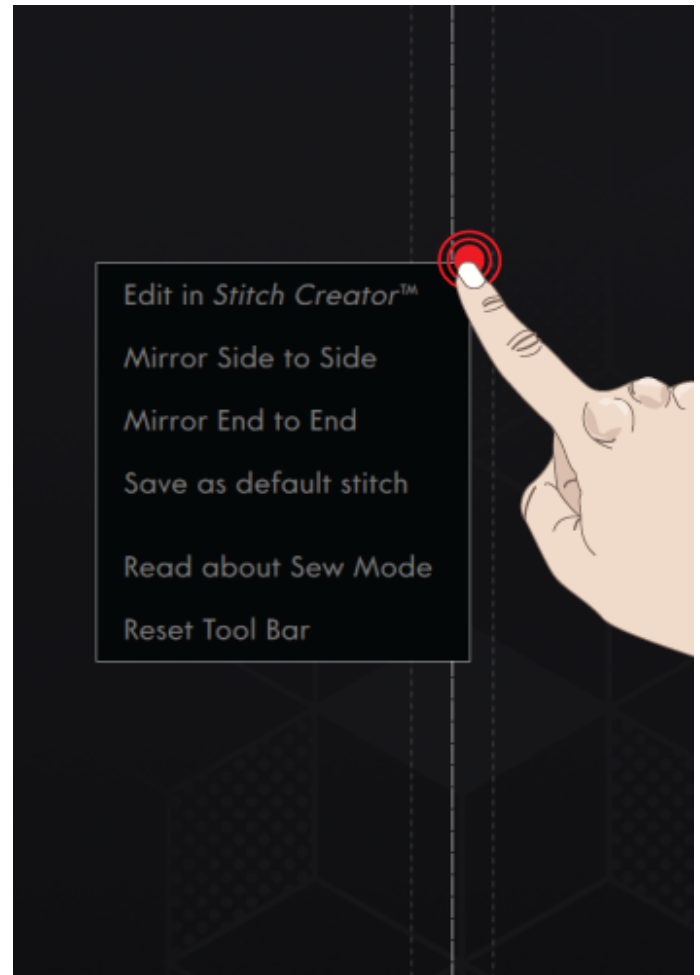 Edit in Stitch Creator™
Mirror Side to Side
Mirror End to End
Save as default stitch
Read about Sew Mode
Reset Tool Bar